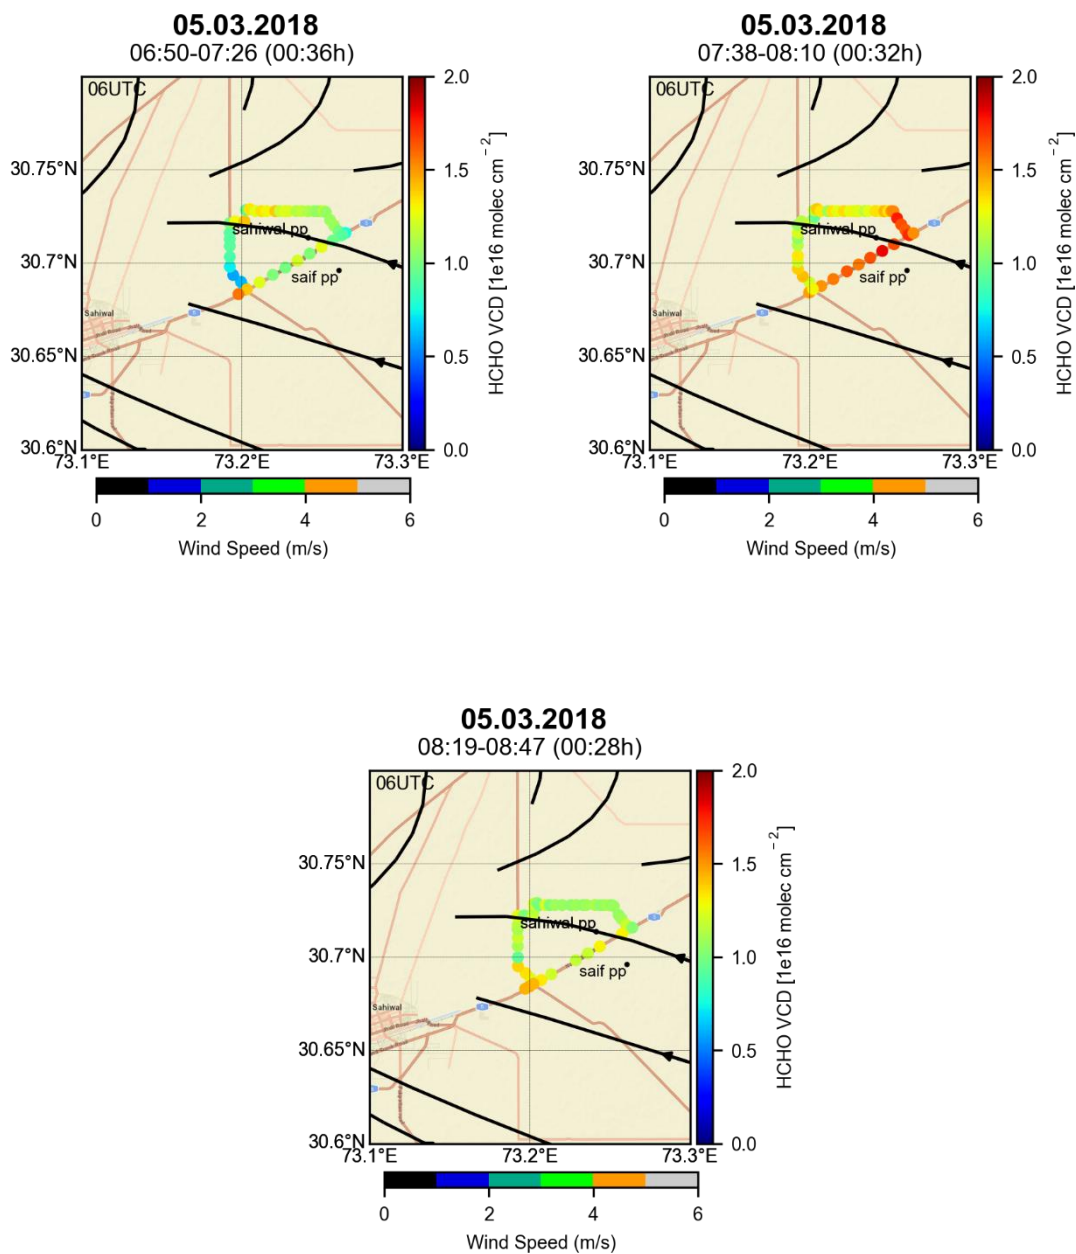 05.03.2018
06:50-07:26 (00:36h)
06UTC
30.75°N
30.7°N
30.65°N
30.6°N
73.1°E 73.2°E 73.3°E
sahiwal pp
saif pp
Sahiwal
2.0
1.5
1.0
0.5
0.0
HCHO VCD [1e16 molec cm⁻²]
0 2 4 6
Wind Speed (m/s)
05.03.2018
07:38-08:10 (00:32h)
06UTC
30.75°N
30.7°N
30.65°N
30.6°N
73.1°E 73.2°E 73.3°E
sahiwal pp
saif pp
Sahiwal
2.0
1.5
1.0
0.5
0.0
HCHO VCD [1e16 molec cm⁻²]
0 2 4 6
Wind Speed (m/s)
05.03.2018
08:19-08:47 (00:28h)
06UTC
30.75°N
30.7°N
30.65°N
30.6°N
73.1°E 73.2°E 73.3°E
sahiwal pp
saif pp
Sahiwal
2.0
1.5
1.0
0.5
0.0
HCHO VCD [1e16 molec cm⁻²]
0 2 4 6
Wind Speed (m/s)